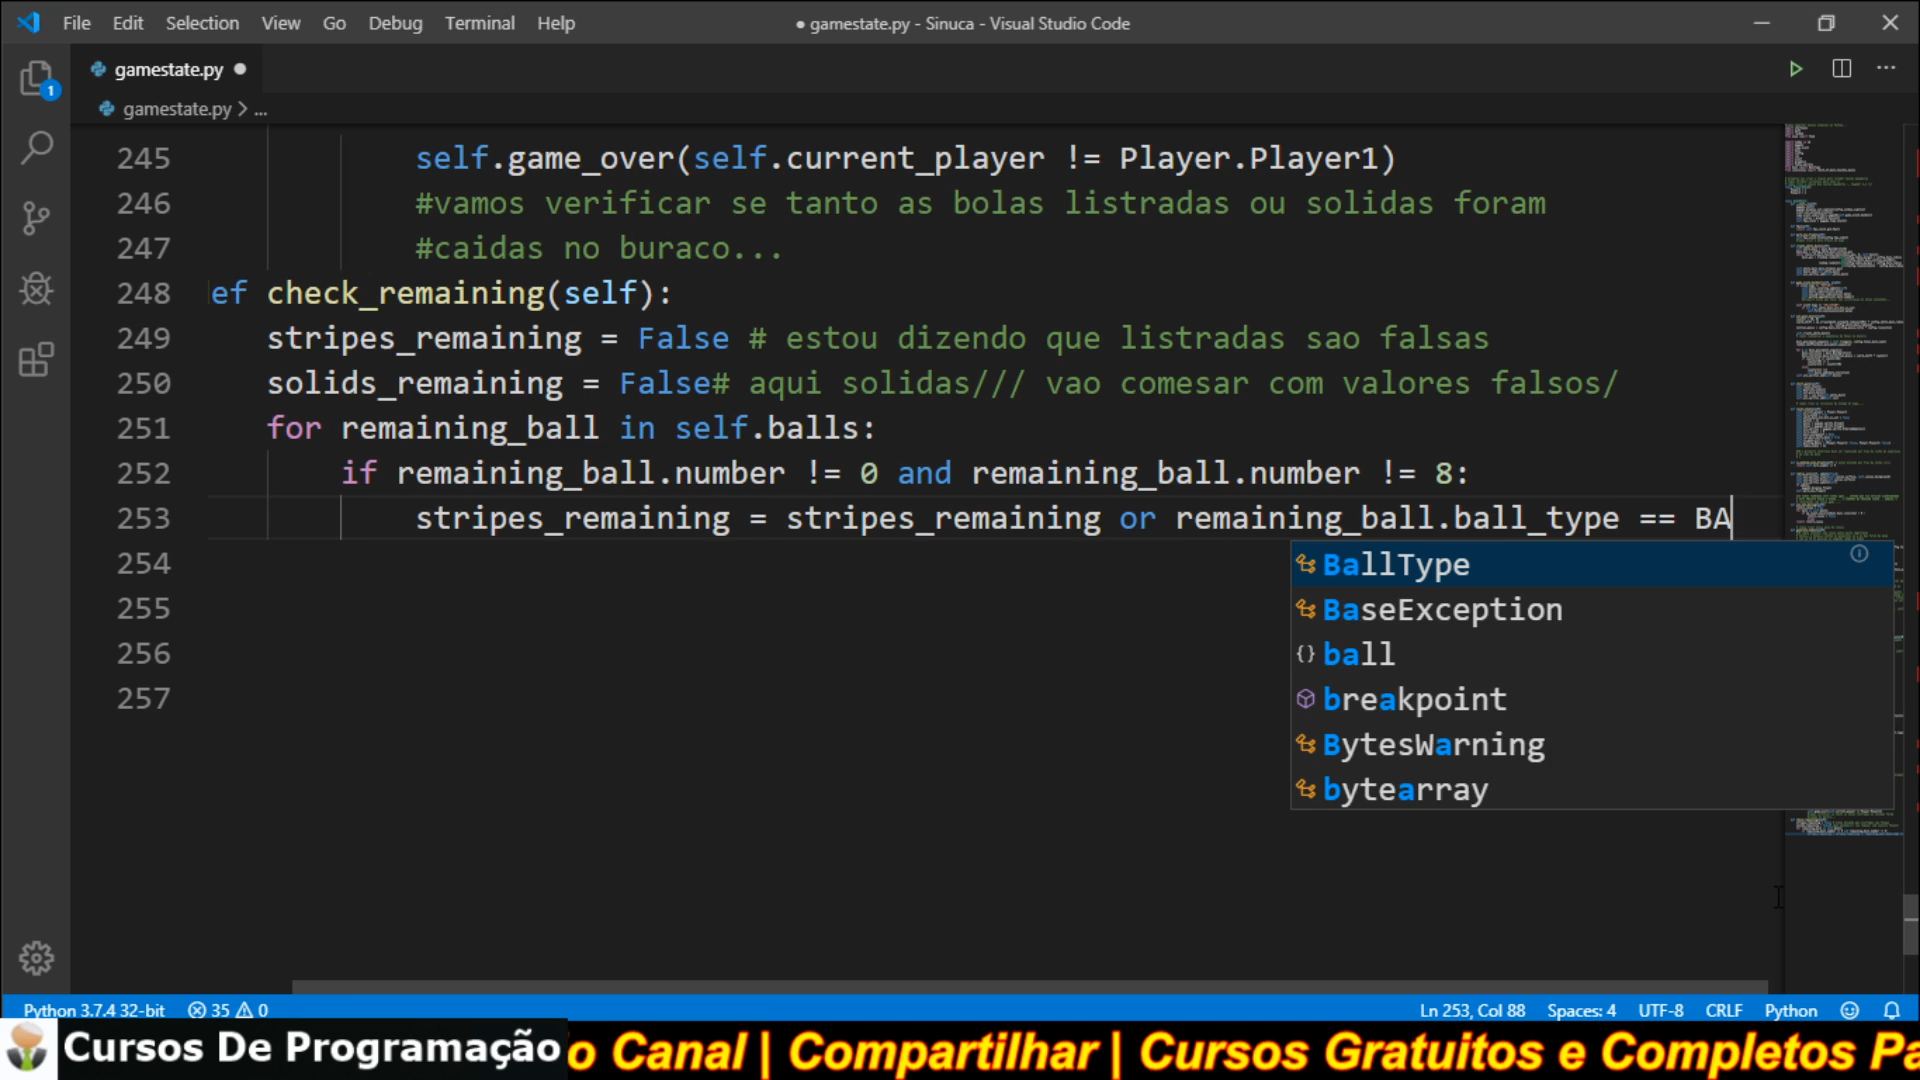 File Edit Selection View Go Debug Terminal Help
● gamestate.py - Sinuca - Visual Studio Code
gamestate.py ●
1
gamestate.py > ...
245 self.game_over(self.current_player != Player.Player1)
246 #vamos verificar se tanto as bolas listradas ou solidas foram
247 #caidas no buraco...
248 ef check_remaining(self):
249 stripes_remaining = False # estou dizendo que listradas sao falsas
250 solids_remaining = False# aqui solidas/// vao comesar com valores falsos/
251 for remaining_ball in self.balls:
252 if remaining_ball.number != 0 and remaining_ball.number != 8:
253 stripes_remaining = stripes_remaining or remaining_ball.ball_type == BA
254
255
256
257
BallType
BaseException
{} ball
breakpoint
BytesWarning
bytearray
Python 3.7.4 32-bit 35 0 Ln 253, Col 88 Spaces: 4 UTF-8 CRLF Python
Cursos De Programação o Canal | Compartilhar | Cursos Gratuitos e Completos Pa